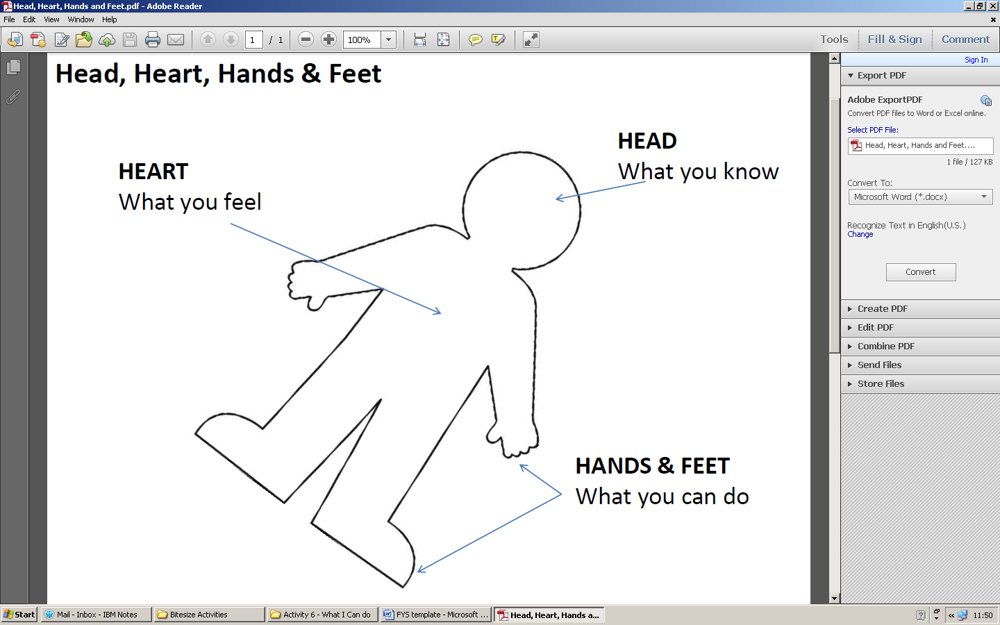 Head, Heart, Hands and Feet.pdf - Adobe Reader
File Edit View Window Help
1 / 1 100% Tools Fill & Sign Comment
Sign In
Head, Heart, Hands & Feet
HEART
What you feel
HEAD
What you know
HANDS & FEET
What you can do
Export PDF
Adobe ExportPDF
Convert PDF files to Word or Excel online.
Select PDF File:
Head, Heart, Hands and Feet....
1 file / 127 KB
Convert To:
Microsoft Word (*.docx)
Recognize Text in English(U.S.)
Change
Convert
Create PDF
Edit PDF
Combine PDF
Send Files
Store Files
Start Mail - Inbox - IBM Notes Bitesize Activities Activity 6 - What I Can do FYS template - Microsoft ... Head, Heart, Hands a... 11:50